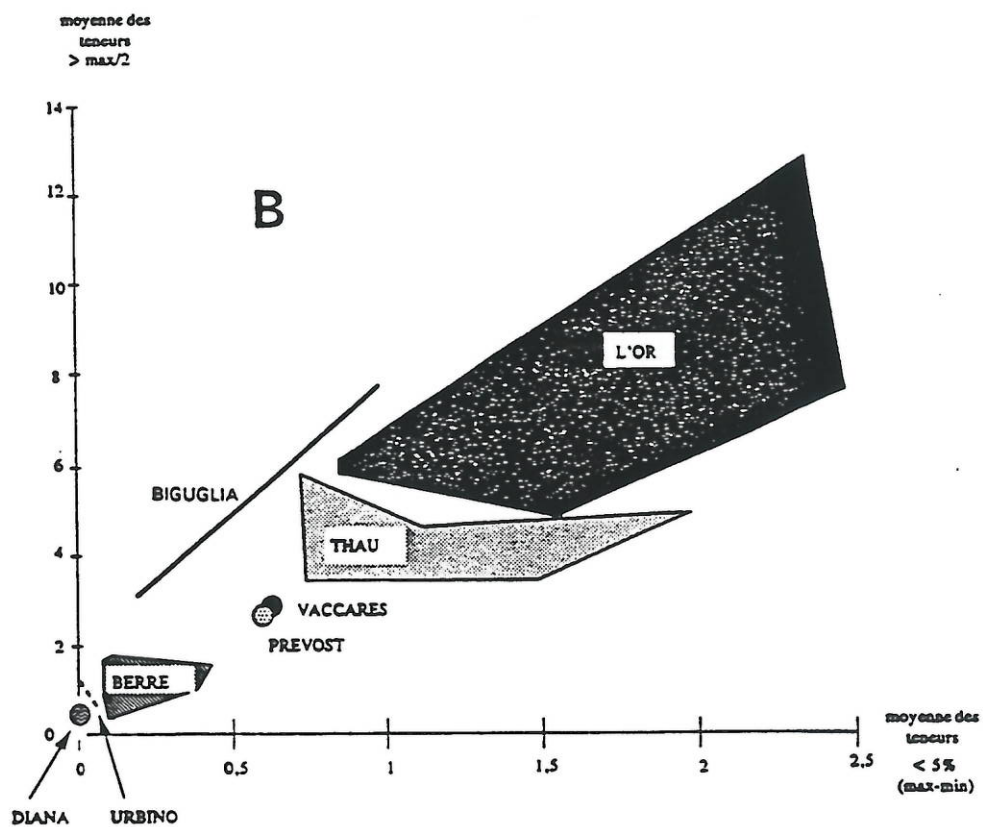 moyenne des
teneurs
> max/2
14
12
10
8
6
4
2
0
B
L'OR
BIGUGLIA
THAU
VACCARES
PREVOST
BERRE
0
0,5
1
1,5
2
2,5
moyenne des
teneurs
< 5%
(max-min)
DIANA
URBINO